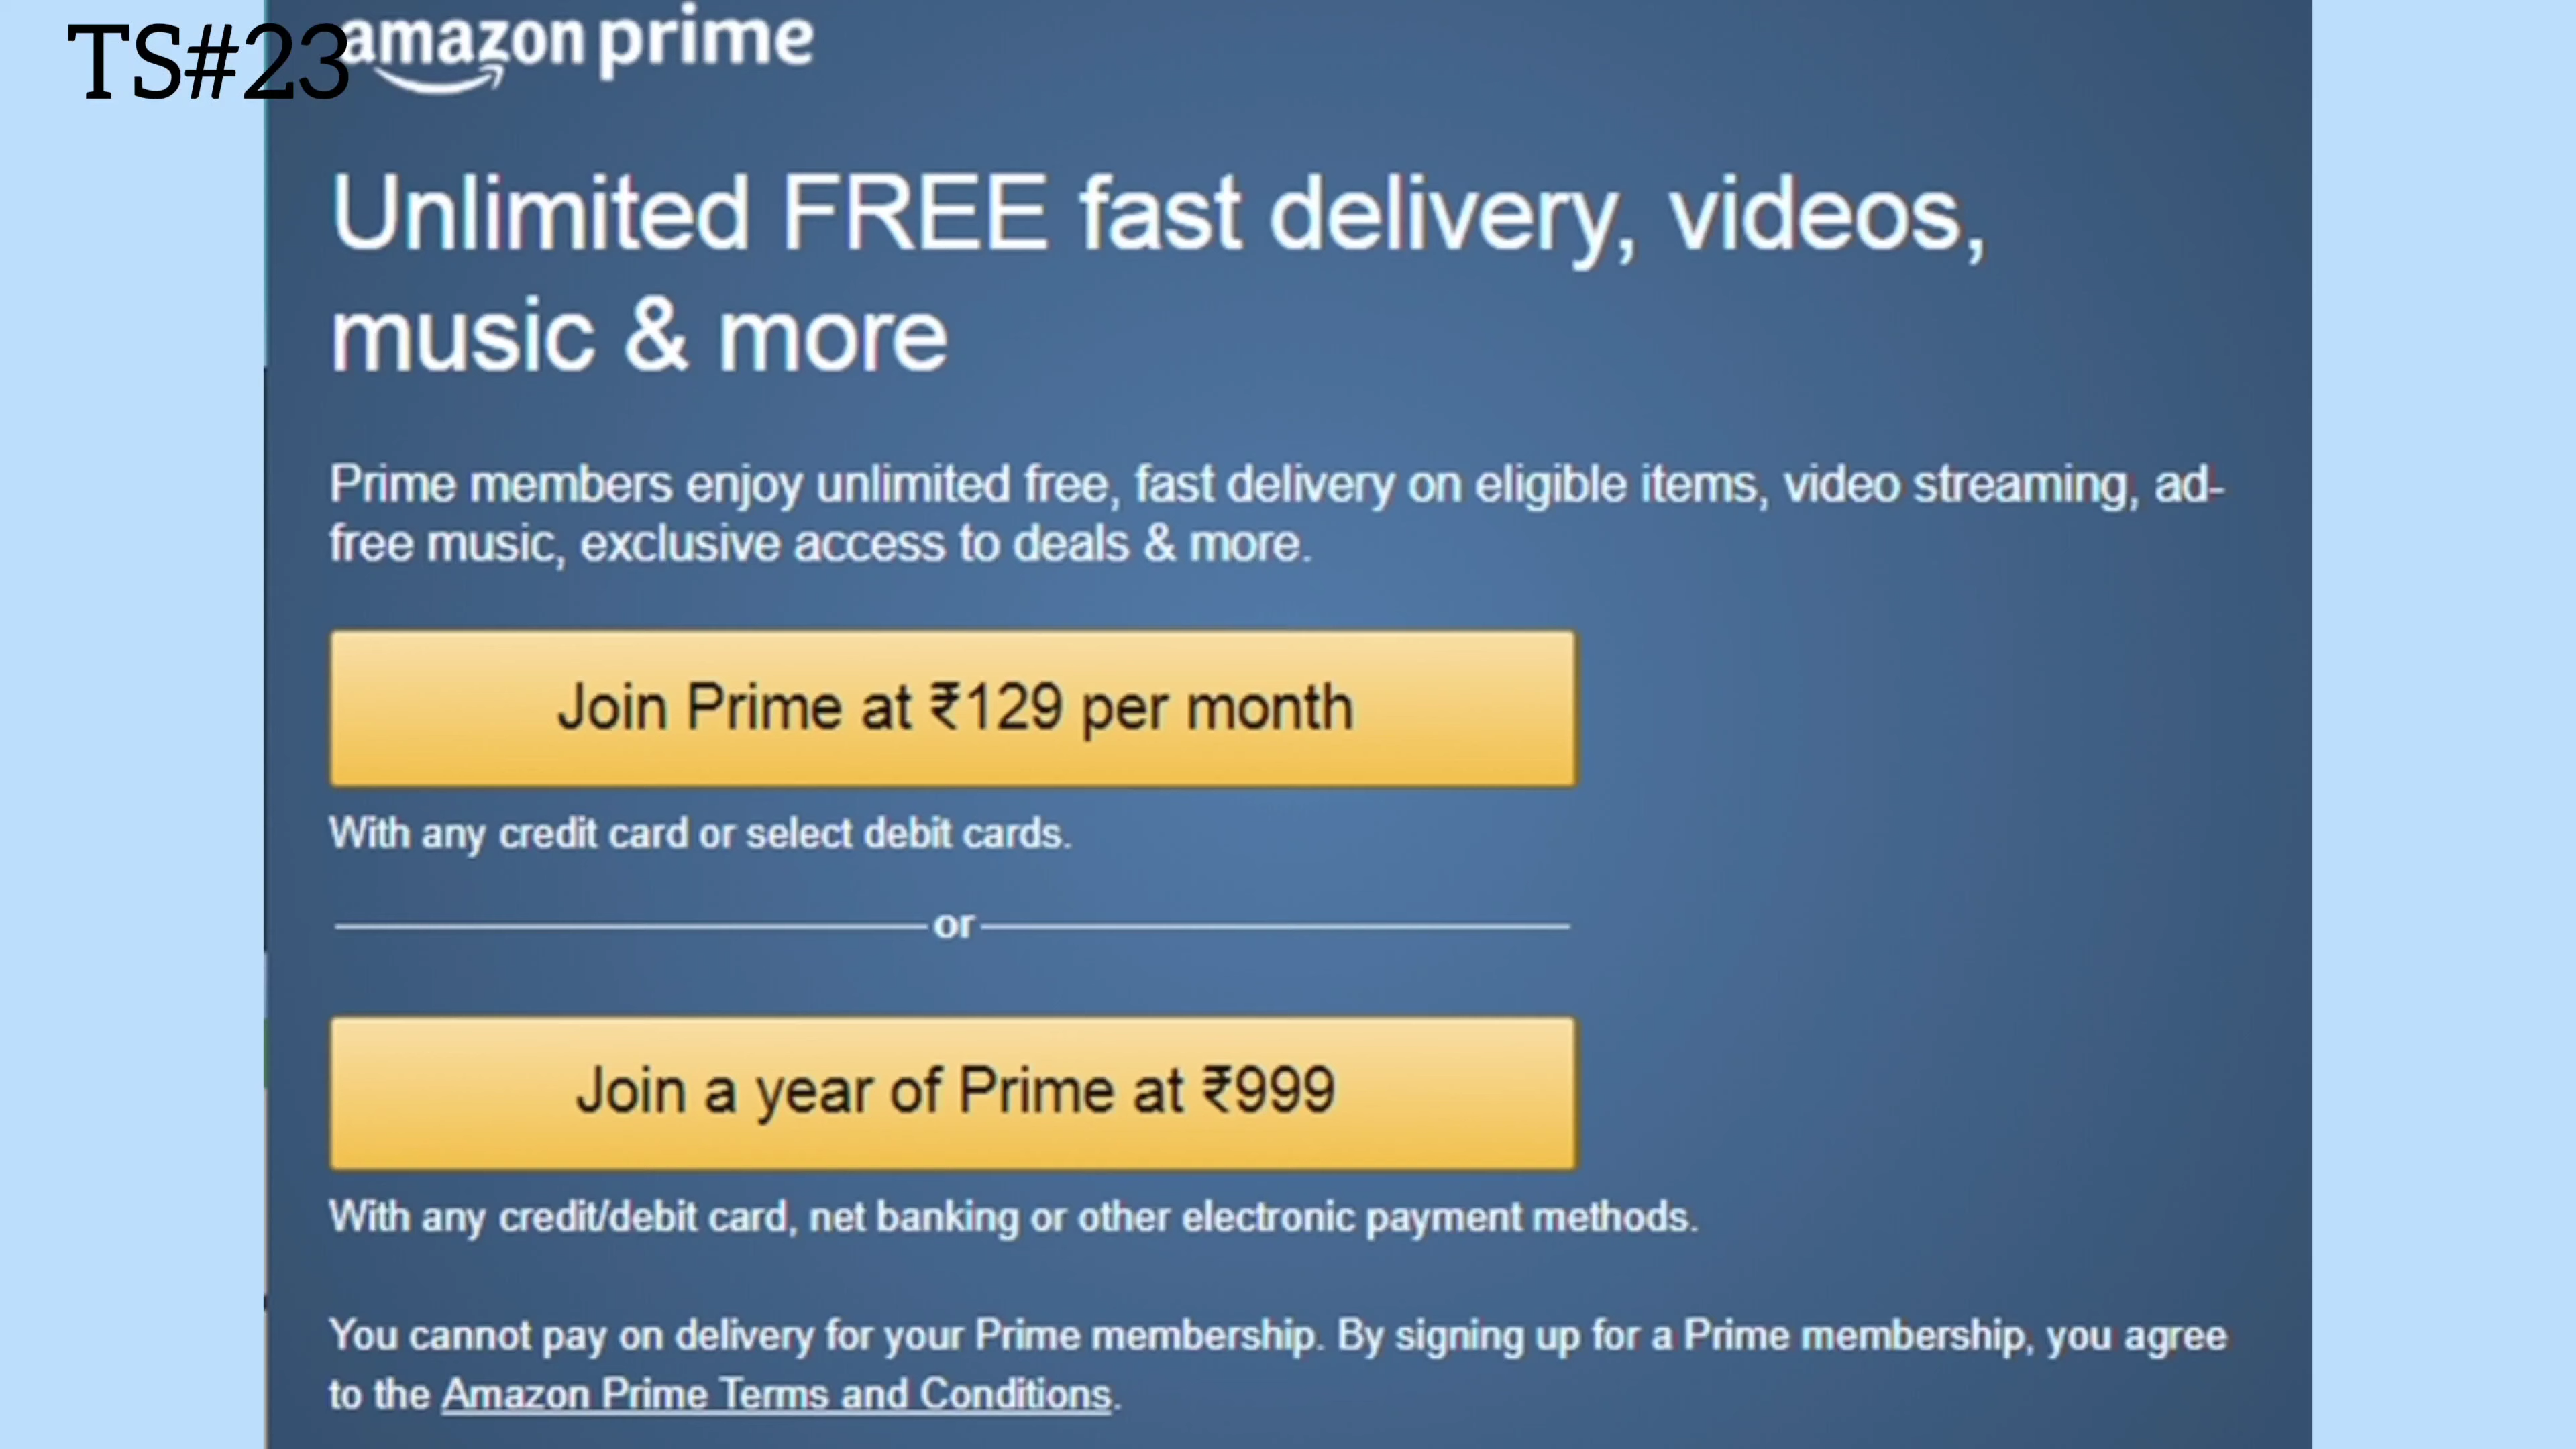 TS#23
amazon prime
Unlimited FREE fast delivery, videos,
music & more
Prime members enjoy unlimited free, fast delivery on eligible items, video streaming, ad-
free music, exclusive access to deals & more.
Join Prime at ₹129 per month
With any credit card or select debit cards.
or
Join a year of Prime at ₹999
With any credit/debit card, net banking or other electronic payment methods.
You cannot pay on delivery for your Prime membership. By signing up for a Prime membership, you agree
to the Amazon Prime Terms and Conditions.